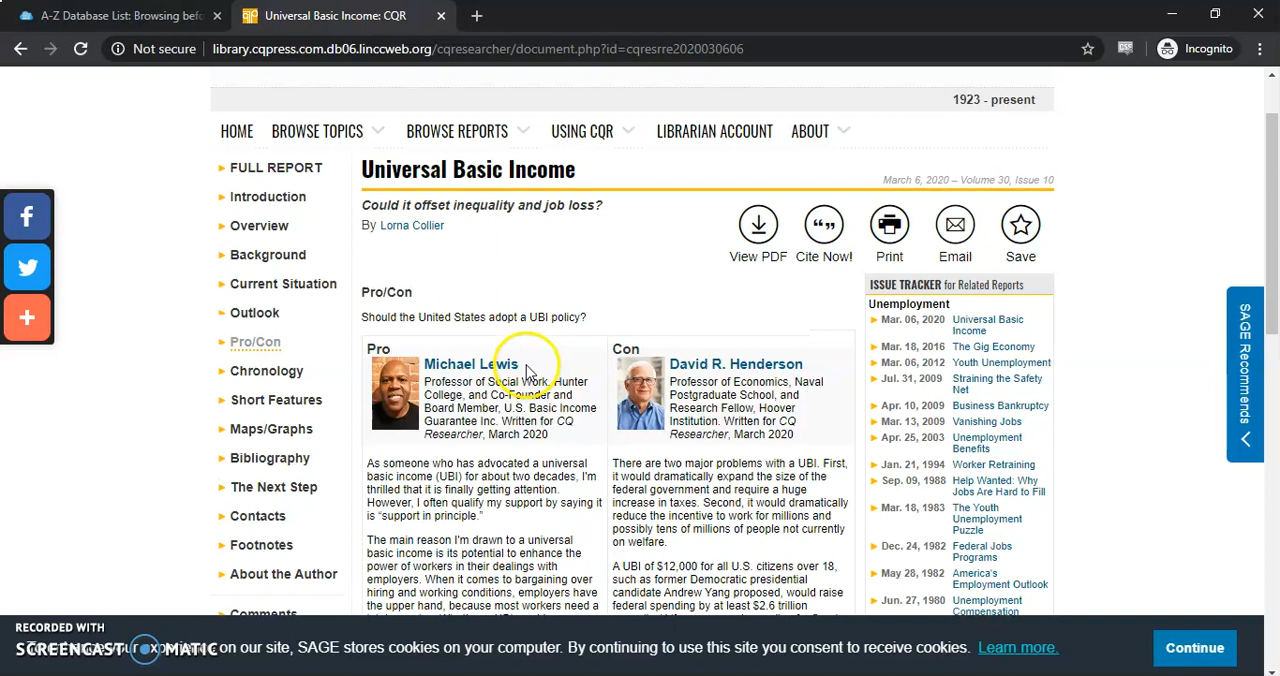 A-Z Database List: Browsing befo
Universal Basic Income: CQR
Not secure
library.cqpress.com.db06.linccweb.org/cqresearcher/document.php?id=cqresrre2020030606
Incognito
1923 - present
HOME
BROWSE TOPICS
BROWSE REPORTS
USING CQR
LIBRARIAN ACCOUNT
ABOUT
FULL REPORT
Introduction
Overview
Background
Current Situation
Outlook
Pro/Con
Chronology
Short Features
Maps/Graphs
Bibliography
The Next Step
Contacts
Footnotes
About the Author
Comments
Universal Basic Income
March 6, 2020 – Volume 30, Issue 10
Could it offset inequality and job loss?
By Lorna Collier
View PDF
Cite Now!
Print
Email
Save
Pro/Con
Should the United States adopt a UBI policy?
Pro
Michael Lewis
Professor of Social Work, Hunter
College, and Co-Founder and
Board Member, U.S. Basic Income
Guarantee Inc. Written for CQ
Researcher, March 2020
As someone who has advocated a universal
basic income (UBI) for about two decades, I'm
thrilled that it is finally getting attention.
However, I often qualify my support by saying it
is “support in principle.”
The main reason I'm drawn to a universal
basic income is its potential to enhance the
power of workers in their dealings with
employers. When it comes to bargaining over
hiring and working conditions, employers have
the upper hand, because most workers need a
Con
David R. Henderson
Professor of Economics, Naval
Postgraduate School, and
Research Fellow, Hoover
Institution. Written for CQ
Researcher, March 2020
There are two major problems with a UBI. First,
it would dramatically expand the size of the
federal government and require a huge
increase in taxes. Second, it would dramatically
reduce the incentive to work for millions and
possibly tens of millions of people not currently
on welfare.
A UBI of $12,000 for all U.S. citizens over 18,
such as former Democratic presidential
candidate Andrew Yang proposed, would raise
federal spending by at least $2.6 trillion
ISSUE TRACKER for Related Reports
Unemployment
Mar. 06, 2020 Universal Basic
Income
Mar. 18, 2016 The Gig Economy
Mar. 06, 2012 Youth Unemployment
Jul. 31, 2009 Straining the Safety
Net
Apr. 10, 2009 Business Bankruptcy
Mar. 13, 2009 Vanishing Jobs
Apr. 25, 2003 Unemployment
Benefits
Jan. 21, 1994 Worker Retraining
Sep. 09, 1988 Help Wanted: Why
Jobs Are Hard to Fill
Mar. 18, 1983 The Youth
Unemployment
Puzzle
Dec. 24, 1982 Federal Jobs
Programs
May 28, 1982 America's
Employment Outlook
Jun. 27, 1980 Unemployment
Compensation
SAGE Recommends
RECORDED WITH
SCREENCAST MATIC
on our site, SAGE stores cookies on your computer. By continuing to use this site you consent to receive cookies. Learn more.
Continue